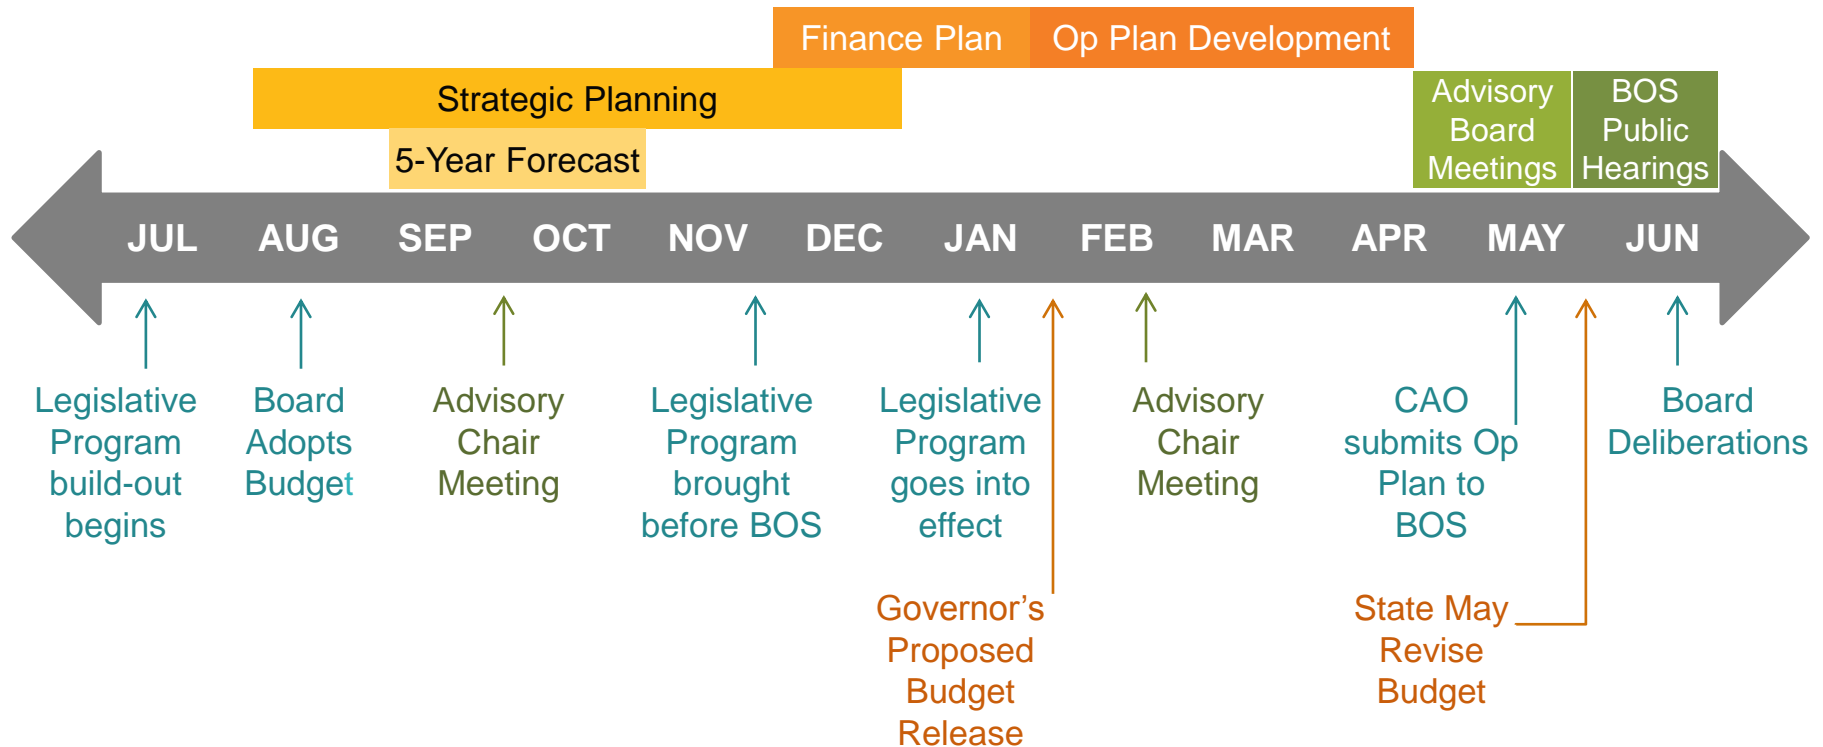 Finance Plan
Op Plan Development
Strategic Planning
5-Year Forecast
Advisory
Board
Meetings
BOS
Public
Hearings
JUL
AUG
SEP
OCT
NOV
DEC
JAN
FEB
MAR
APR
MAY
JUN
Legislative
Program
build-out
begins
Board
Adopts
Budget
Advisory
Chair
Meeting
Legislative
Program
brought
before BOS
Legislative
Program
goes into
effect
Advisory
Chair
Meeting
CAO
submits Op
Plan to
BOS
Board
Deliberations
Governor’s
Proposed
Budget
Release
State May
Revise
Budget